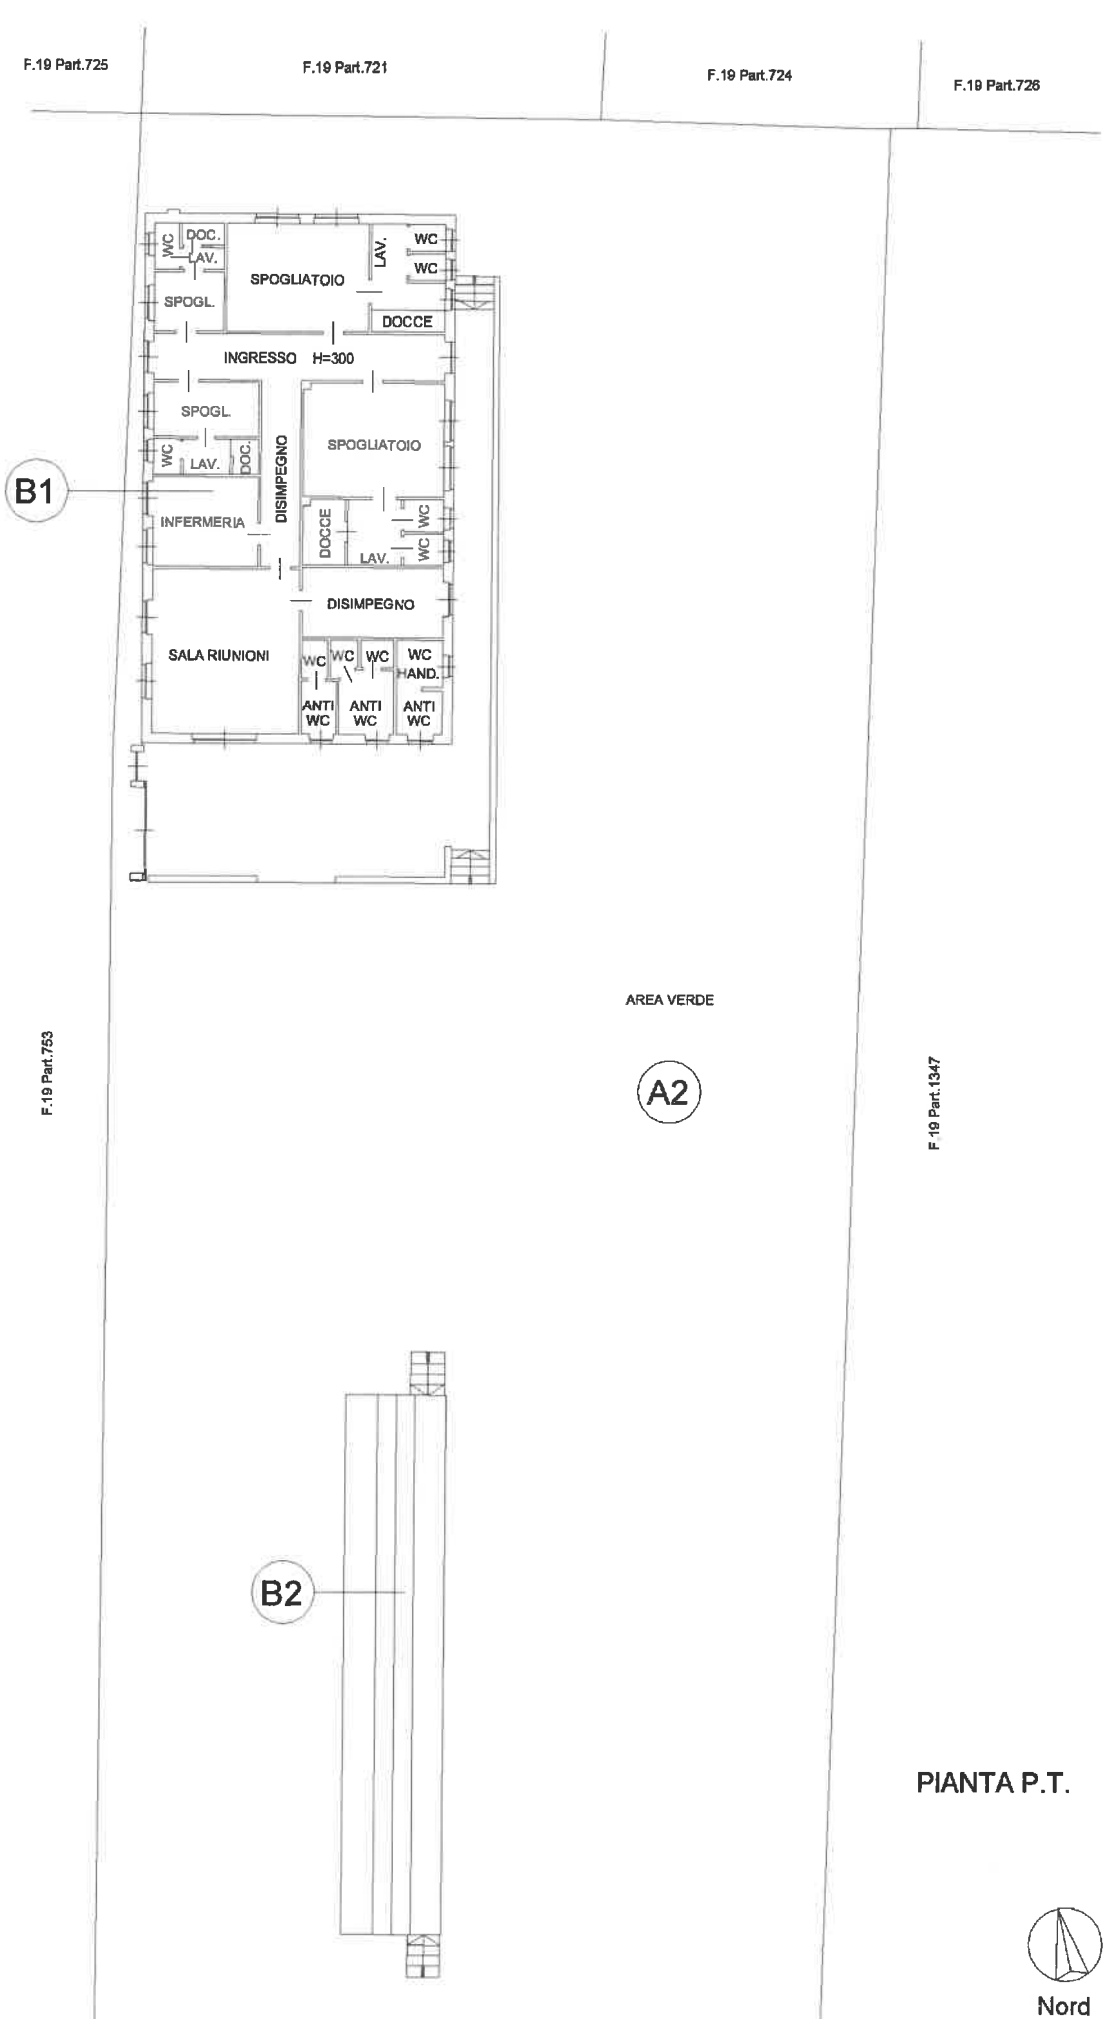 F.19 Part.725
F.19 Part.721
F.19 Part.724
F.19 Part.726
WC
DOC.
LAV.
SPOGL.
SPOGLIATOIO
LAV.
WC
WC
DOCCE
INGRESSO H=300
SPOGL.
WC
LAV.
DOC.
DISIMPEGNO
SPOGLIATOIO
B1
INFERMERIA
DOCCE
LAV.
WC
WC
DISIMPEGNO
SALA RIUNIONI
WC
WC
WC
WC
HAND.
ANTI
WC
ANTI
WC
ANTI
WC
AREA VERDE
A2
F.19 Part.753
F.19 Part.1347
B2
PIANTA P.T.
Nord